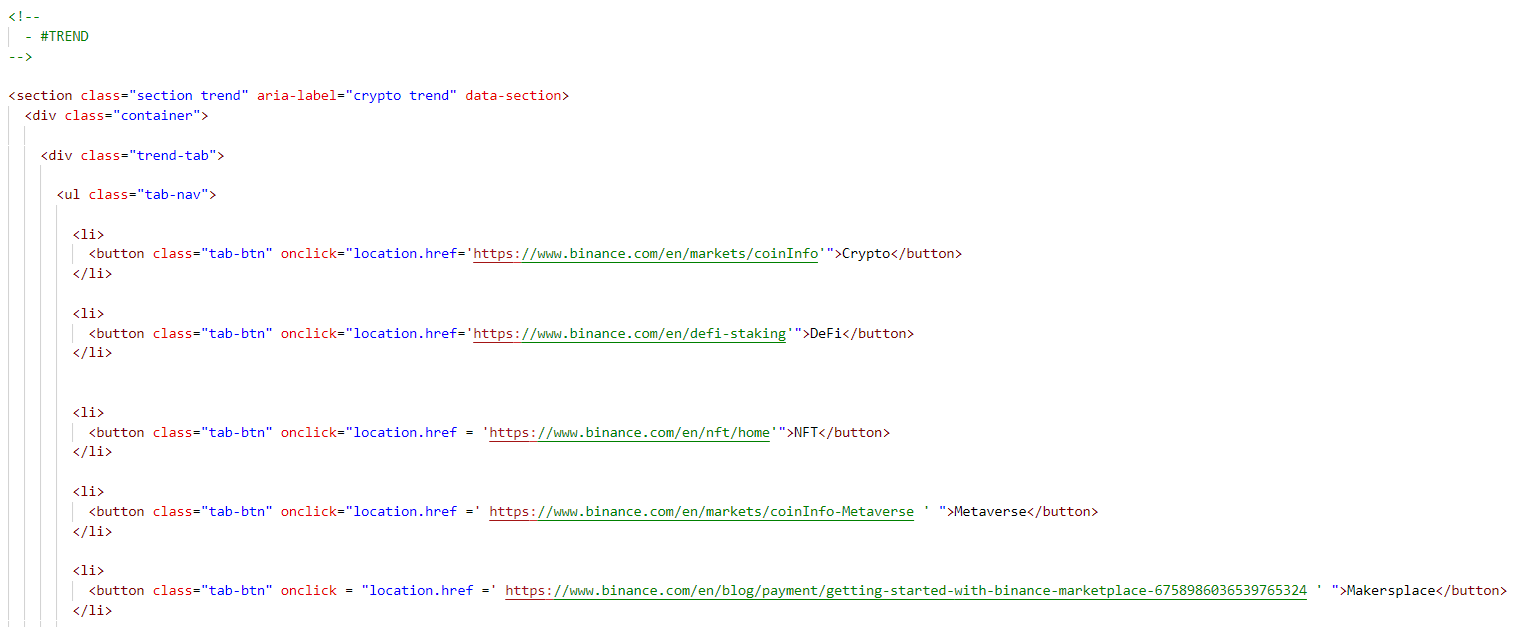 <!--
- #TREND
-->
<section class="section trend" aria-label="crypto trend" data-section>
<div class="container">
<div class="trend-tab">
<ul class="tab-nav">
<li>
<button class="tab-btn" onclick="location.href='https://www.binance.com/en/markets/coinInfo'">Crypto</button>
</li>
<li>
<button class="tab-btn" onclick="location.href='https://www.binance.com/en/defi-staking'">DeFi</button>
</li>
<li>
<button class="tab-btn" onclick="location.href = 'https://www.binance.com/en/nft/home'">NFT</button>
</li>
<li>
<button class="tab-btn" onclick="location.href =' https://www.binance.com/en/markets/coinInfo-Metaverse ' ">Metaverse</button>
</li>
<li>
<button class="tab-btn" onclick = "location.href =' https://www.binance.com/en/blog/payment/getting-started-with-binance-marketplace-6758986036539765324 ' ">Makersplace</button>
</li>